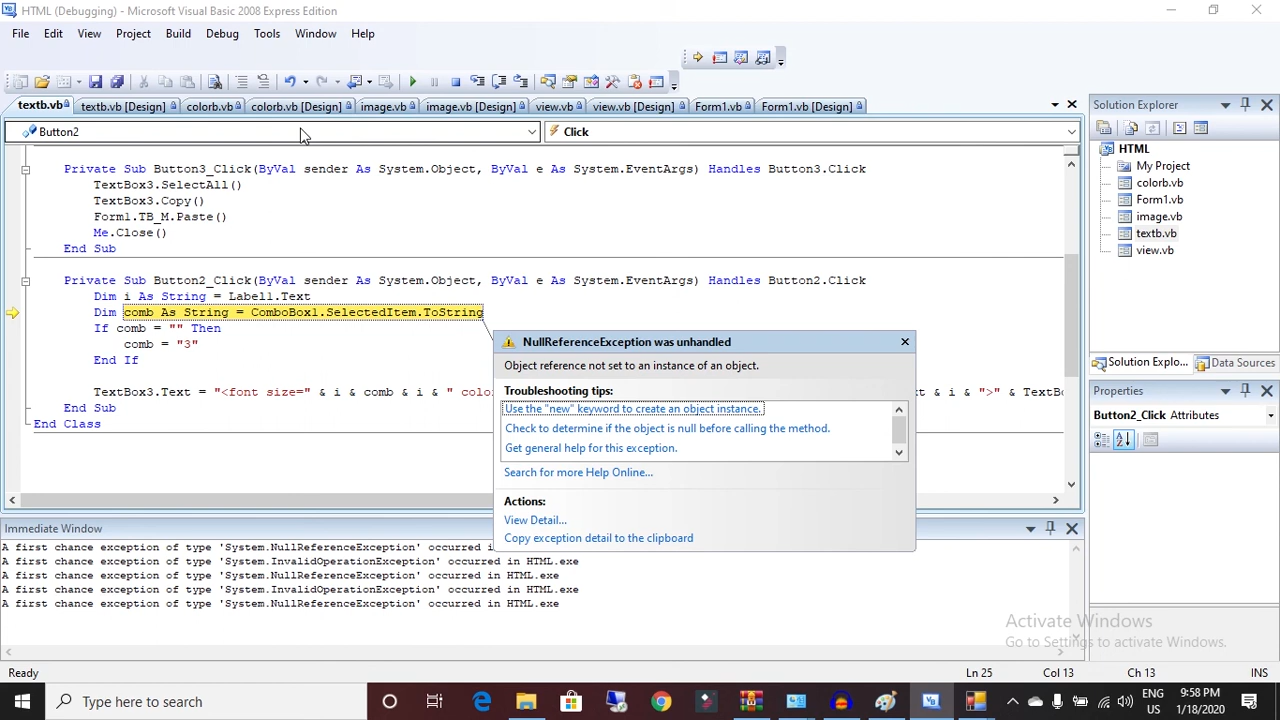 HTML (Debugging) - Microsoft Visual Basic 2008 Express Edition
File Edit View Project Build Debug Tools Window Help
textb.vb textb.vb [Design] colorb.vb colorb.vb [Design] image.vb image.vb [Design] view.vb view.vb [Design] Form1.vb Form1.vb [Design]
Button2 Click
Private Sub Button3_Click(ByVal sender As System.Object, ByVal e As System.EventArgs) Handles Button3.Click
TextBox3.SelectAll()
TextBox3.Copy()
Form1.TB_M.Paste()
Me.Close()
End Sub
Private Sub Button2_Click(ByVal sender As System.Object, ByVal e As System.EventArgs) Handles Button2.Click
Dim i As String = Label1.Text
Dim comb As String = ComboBox1.SelectedItem.ToString
If comb = "" Then
comb = "3"
End If
TextBox3.Text = "<font size=" & i & comb & i & " colo
t & i & ">" & TextBo
End Sub
End Class
NullReferenceException was unhandled
Object reference not set to an instance of an object.
Troubleshooting tips:
Use the "new" keyword to create an object instance.
Check to determine if the object is null before calling the method.
Get general help for this exception.
Search for more Help Online...
Actions:
View Detail...
Copy exception detail to the clipboard
Solution Explorer
HTML
My Project
colorb.vb
Form1.vb
image.vb
textb.vb
view.vb
Solution Explo... Data Sources
Properties
Button2_Click Attributes
Immediate Window
A first chance exception of type 'System.NullReferenceException' occurred i
A first chance exception of type 'System.InvalidOperationException' occurred in HTML.exe
A first chance exception of type 'System.NullReferenceException' occurred in HTML.exe
A first chance exception of type 'System.InvalidOperationException' occurred in HTML.exe
A first chance exception of type 'System.NullReferenceException' occurred in HTML.exe
Activate Windows
Go to Settings to activate Windows.
Ready Ln 25 Col 13 Ch 13 INS
Type here to search
ENG
US
9:58 PM
1/18/2020